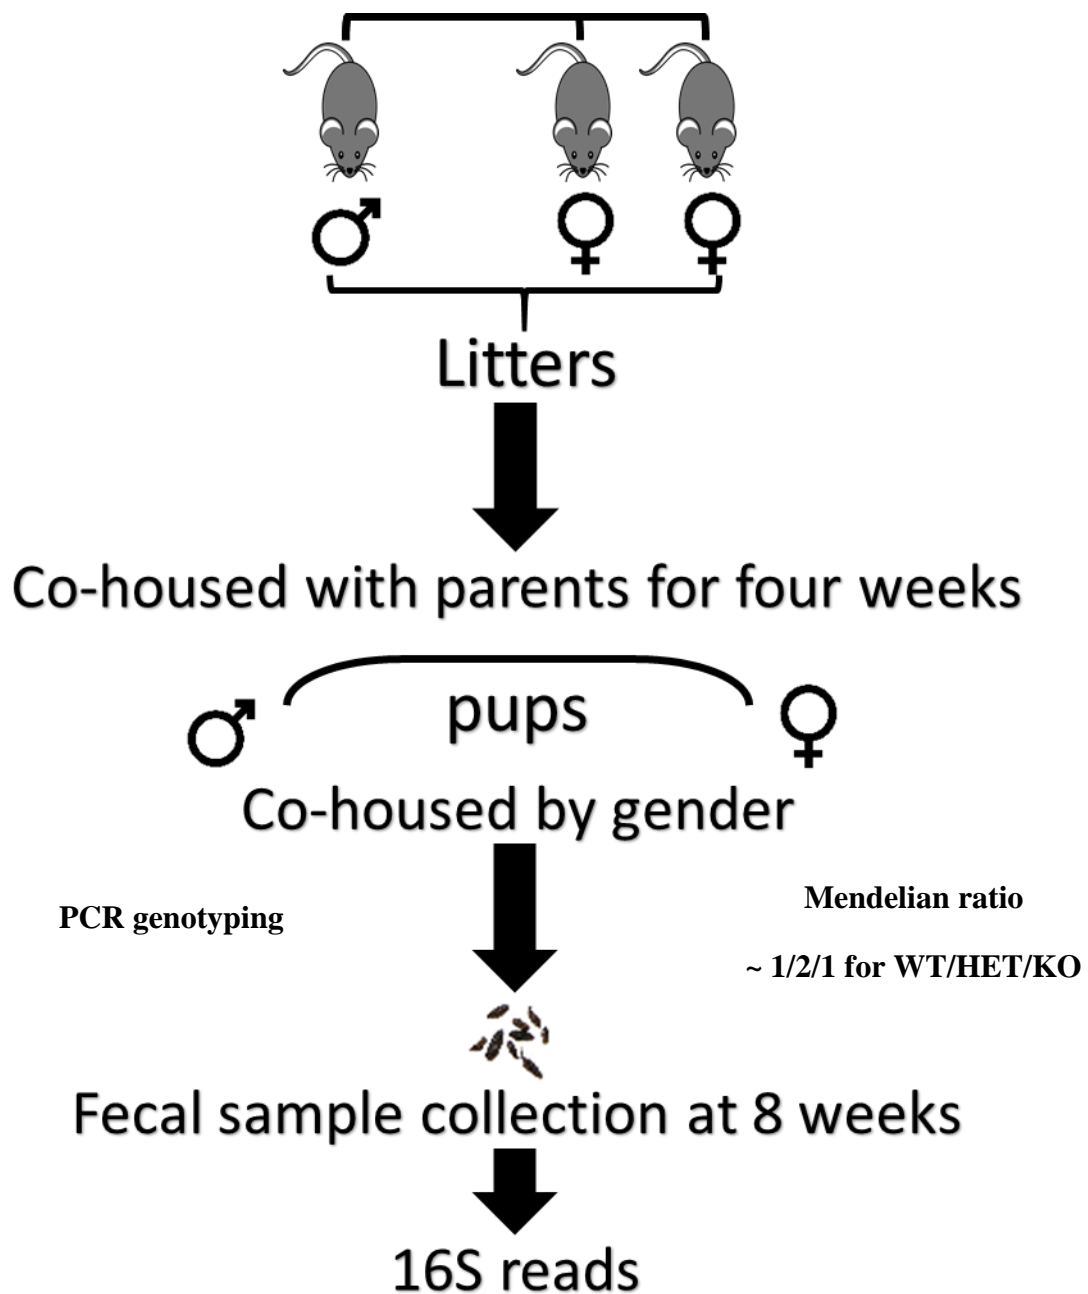 Litters
Co-housed with parents for four weeks
pups
Co-housed by gender
PCR genotyping
Mendelian ratio
~ 1/2/1 for WT/HET/KO
Fecal sample collection at 8 weeks
16S reads